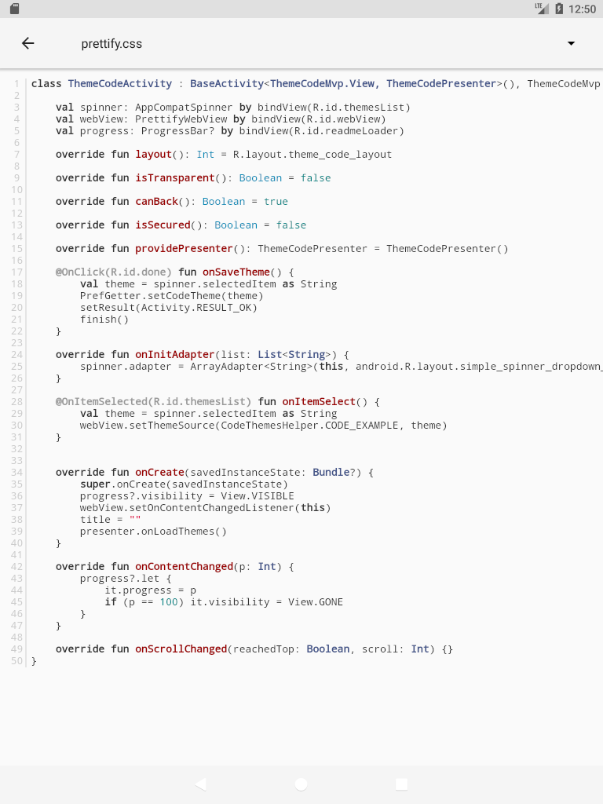 LTE 12:50
prettify.css
1 class ThemeCodeActivity : BaseActivity<ThemeCodeMvp.View, ThemeCodePresenter>(), ThemeCodeMvp
2
3     val spinner: AppCompatSpinner by bindView(R.id.themesList)
4     val webView: PrettifyWebView by bindView(R.id.webView)
5     val progress: ProgressBar? by bindView(R.id.readmeLoader)
6
7     override fun layout(): Int = R.layout.theme_code_layout
8
9     override fun isTransparent(): Boolean = false
10
11     override fun canBack(): Boolean = true
12
13     override fun isSecured(): Boolean = false
14
15     override fun providePresenter(): ThemeCodePresenter = ThemeCodePresenter()
16
17     @OnClick(R.id.done) fun onSaveTheme() {
18         val theme = spinner.selectedItem as String
19         PrefGetter.setCodeTheme(theme)
20         setResult(Activity.RESULT_OK)
21         finish()
22     }
23
24     override fun onInitAdapter(list: List<String>) {
25         spinner.adapter = ArrayAdapter<String>(this, android.R.layout.simple_spinner_dropdown_
26     }
27
28     @OnItemSelected(R.id.themesList) fun onItemSelect() {
29         val theme = spinner.selectedItem as String
30         webView.setThemeSource(CodeThemesHelper.CODE_EXAMPLE, theme)
31     }
32
33
34     override fun onCreate(savedInstanceState: Bundle?) {
35         super.onCreate(savedInstanceState)
36         progress?.visibility = View.VISIBLE
37         webView.setOnContentChangedListener(this)
38         title = ""
39         presenter.onLoadThemes()
40     }
41
42     override fun onContentChanged(p: Int) {
43         progress?.let {
44             it.progress = p
45             if (p == 100) it.visibility = View.GONE
46         }
47     }
48
49     override fun onScrollChanged(reachedTop: Boolean, scroll: Int) {}
50 }